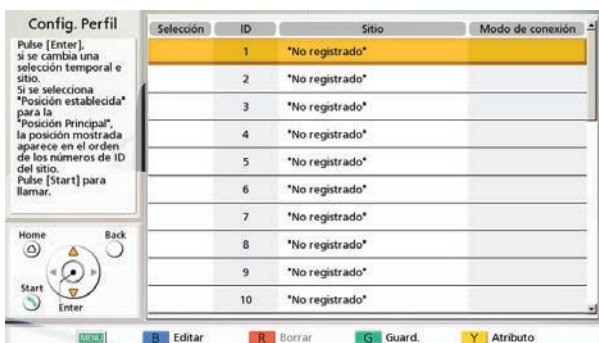 Config. Perfil
Pulse [Enter],
si se cambia una
selección temporal e
sitio.
Si se selecciona
"Posición establecida"
para la
"Posición Principal",
la posición mostrada
aparece en el orden
de los números de ID
del sitio.
Pulse [Start] para
llamar.
Home Back
Start
Enter
Selección ID Sitio Modo de conexión
1 "No registrado"
2 "No registrado"
3 "No registrado"
4 "No registrado"
5 "No registrado"
6 "No registrado"
7 "No registrado"
8 "No registrado"
9 "No registrado"
10 "No registrado"
MENU B Editar R Borrar G Guard. Y Atributo